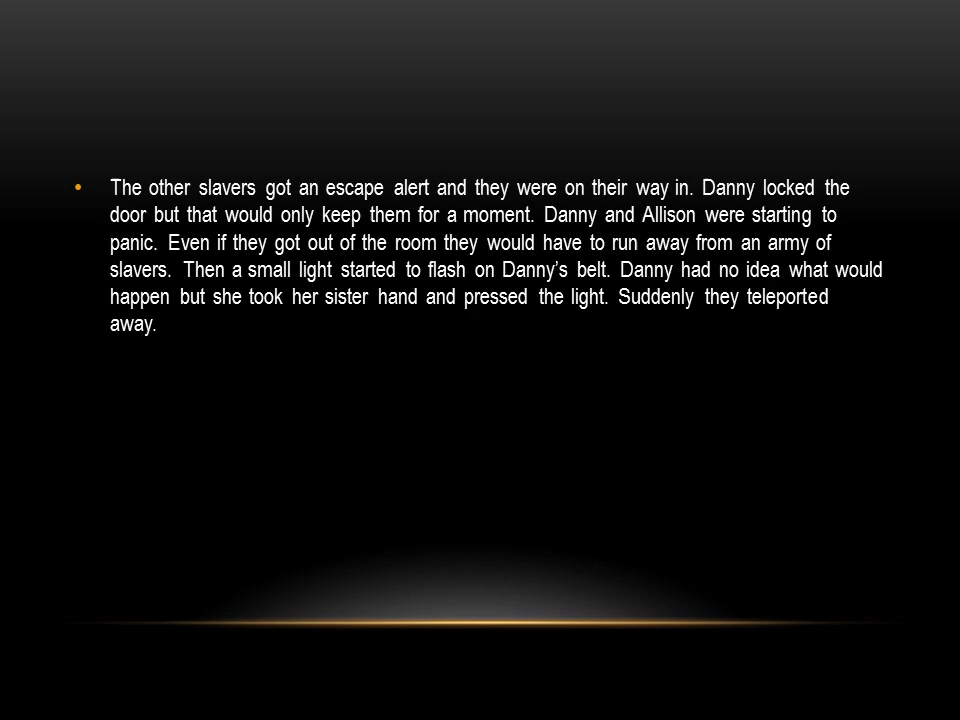 • The other slavers got an escape alert and they were on their way in. Danny locked the
door but that would only keep them for a moment. Danny and Allison were starting to
panic. Even if they got out of the room they would have to run away from an army of
slavers. Then a small light started to flash on Danny’s belt. Danny had no idea what would
happen but she took her sister hand and pressed the light. Suddenly they teleported
away.